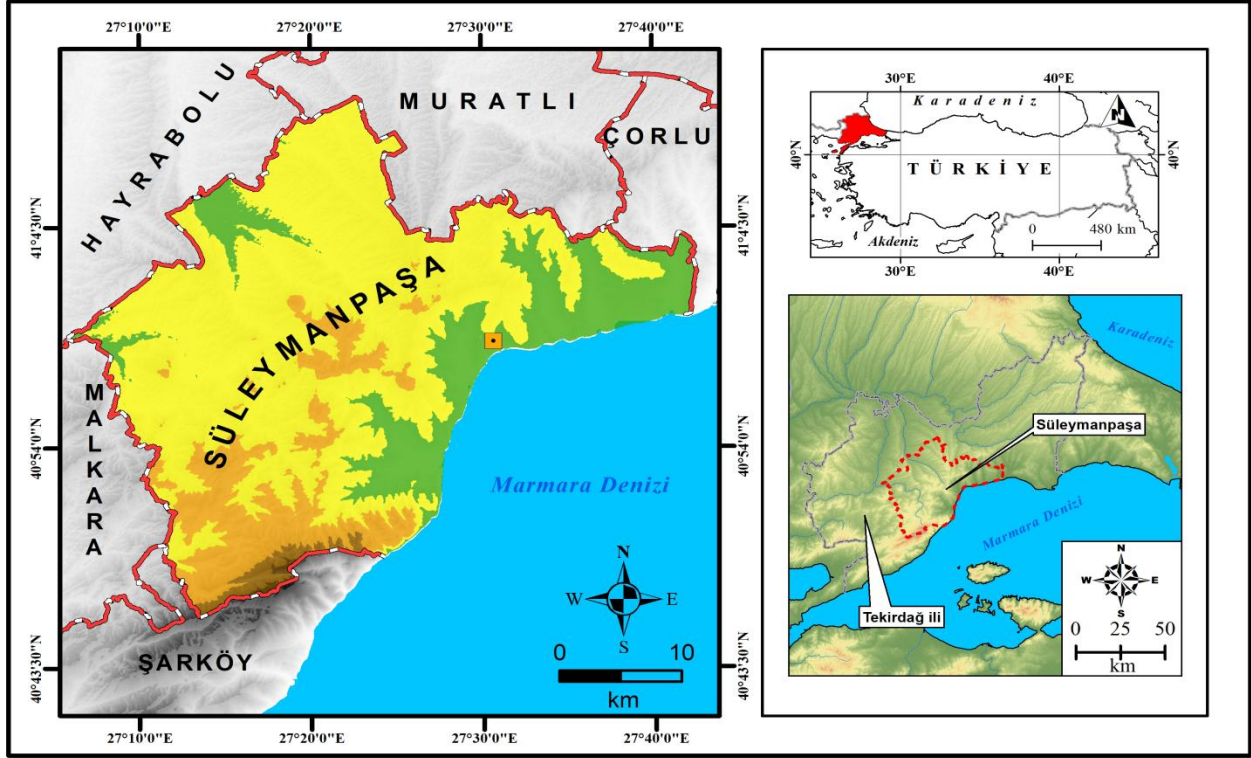 27°10'0"E
27°20'0"E
27°30'0"E
27°40'0"E
41°4'30"N
40°54'0"N
40°43'30"N
HAYRABOLU
MURATLI
ÇORLU
SÜLEYMANPAŞA
MALKARA
ŞARKÖY
Marmara Denizi
N
W E
S
0 10
km
41°4'30"N
40°54'0"N
40°43'30"N
27°10'0"E
27°20'0"E
27°30'0"E
27°40'0"E
30°E
40°E
Karadeniz
N
40°N
40°N
TÜRKİYE
Akdeniz
0 480 km
30°E
40°E
Karadeniz
Süleymanpaşa
Marmara Denizi
Tekirdağ ili
N
W E
S
0 25 50
km